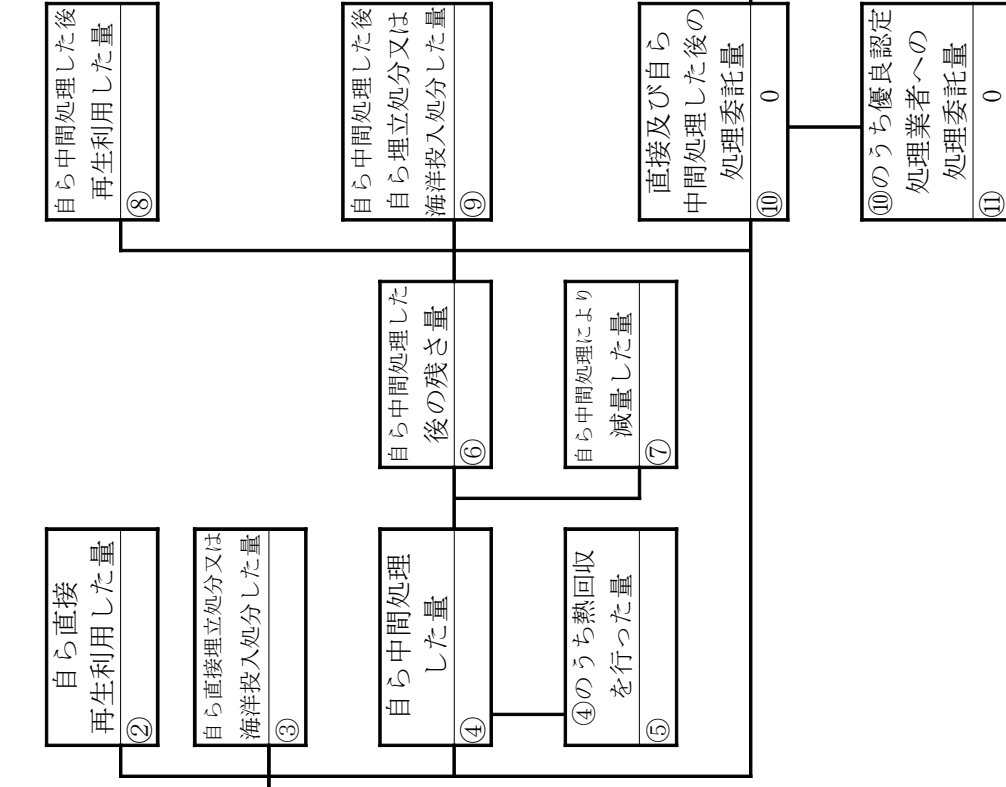 自ら直接
再生利用した量
②
自ら直接埋立処分又は
海洋投入処分した量
③
自ら中間処理
した量
④
④のうち熱回収
を行った量
⑤
自ら中間処理した
後の残さ量
⑥
自ら中間処理により
減量した量
⑦
自ら中間処理した後
再生利用した量
⑧
自ら中間処理した後
自ら埋立処分又は
海洋投入処分した量
⑨
直接及び自ら
中間処理した後の
処理委託量
⑩ 0
⑩のうち優良認定
処理業者への
処理委託量
⑪ 0